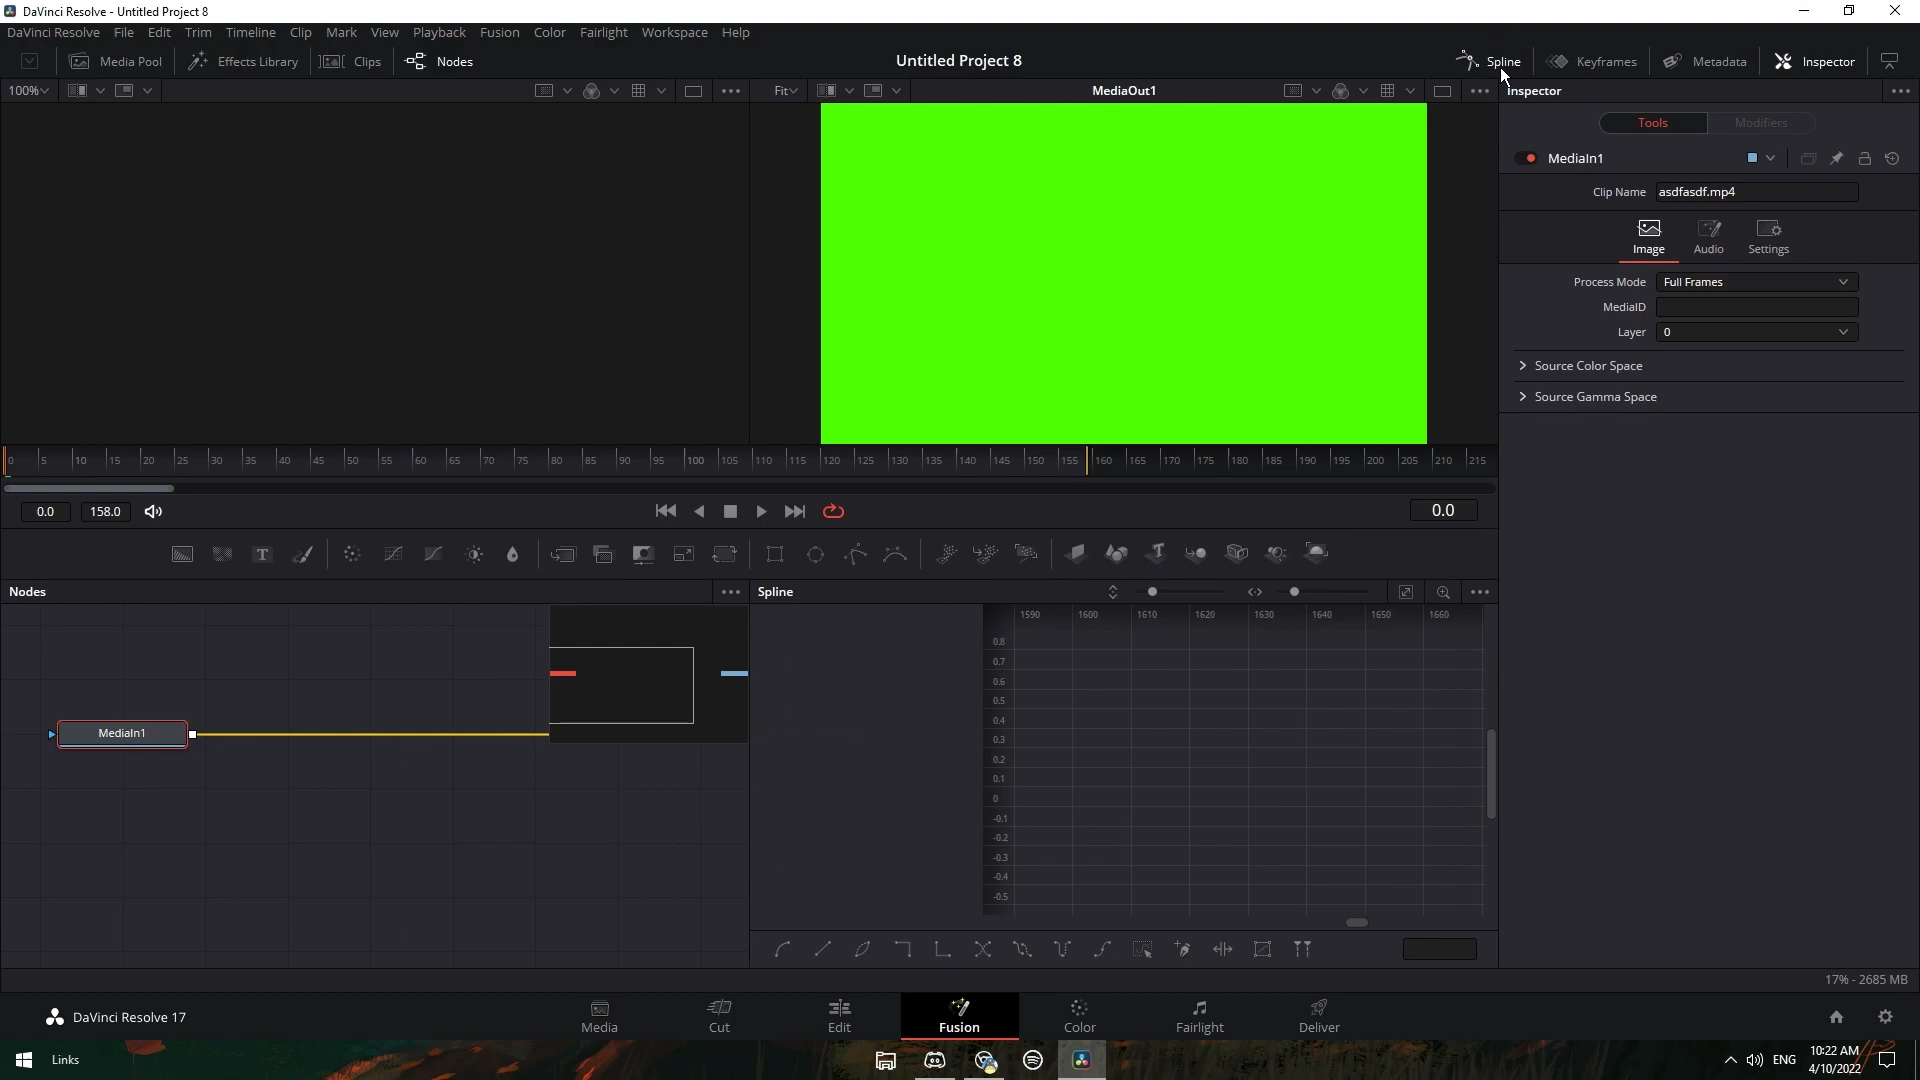 DaVinci Resolve - Untitled Project 8
DaVinci Resolve File Edit Trim Timeline Clip Mark View Playback Fusion Color Fairlight Workspace Help
Media Pool Effects Library Clips Nodes Untitled Project 8 Spline Keyframes Metadata Inspector
100% Fit MediaOut1 Inspector
Tools Modifiers
MediaIn1
Clip Name asdfasdf.mp4
Image Audio Settings
Process Mode Full Frames
MediaID
Layer 0
Source Color Space
Source Gamma Space
0 5 10 15 20 25 30 35 40 45 50 55 60 65 70 75 80 85 90 95 100 105 110 115 120 125 130 135 140 145 150 155 160 165 170 175 180 185 190 195 200 205 210 215
0.0 158.0 0.0
T T
Nodes Spline
1590 1600 1610 1620 1630 1640 1650 1660
0.8
0.7
0.6
0.5
0.4
0.3
0.2
0.1
0
-0.1
-0.2
-0.3
-0.4
-0.5
MediaIn1
17% - 2685 MB
DaVinci Resolve 17 Media Cut Edit Fusion Color Fairlight Deliver
Links ENG 10:22 AM
4/10/2022